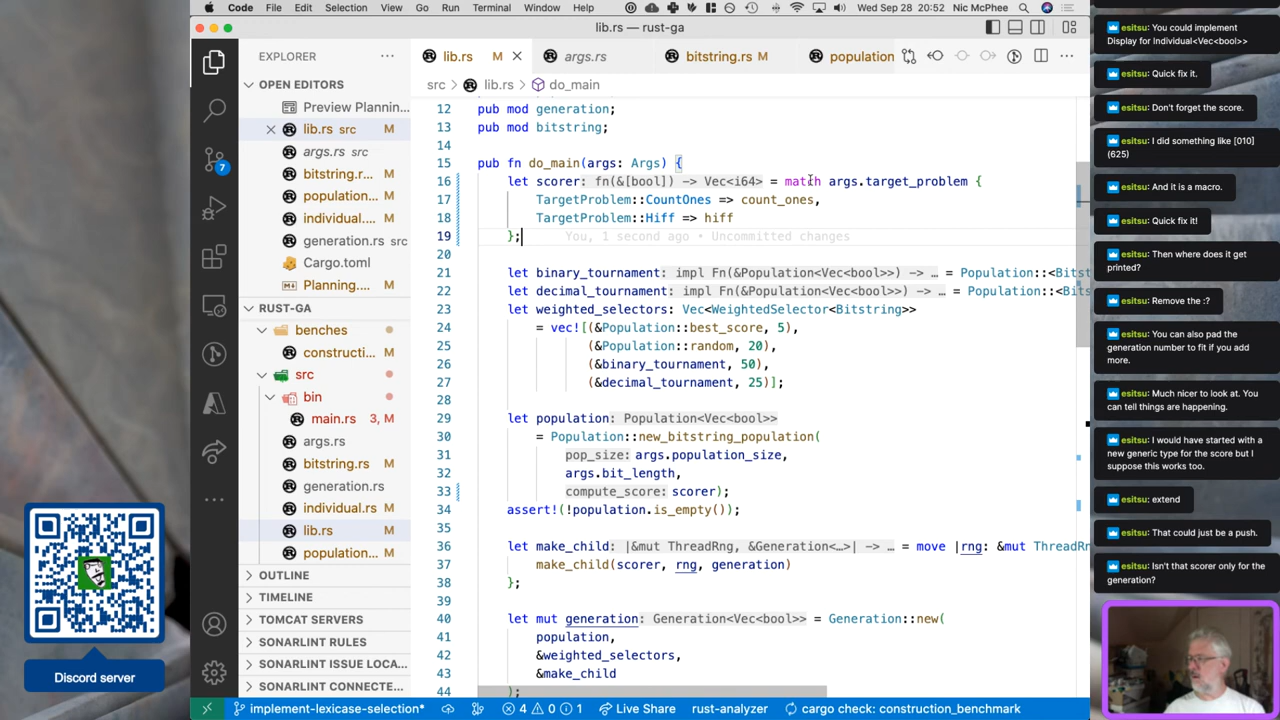 Code File Edit Selection View Go Run Terminal Window Help Wed Sep 28 20:52 Nic McPhee
lib.rs — rust-ga
EXPLORER
OPEN EDITORS
Preview Plannin...
lib.rs src M
args.rs src
bitstring.r... M
population... M
individual.... M
generation.rs src
Cargo.toml
Planning.... M
RUST-GA
benches
constructi... M
src
bin
main.rs 3, M
args.rs
bitstring.rs M
generation.rs
individual.rs M
lib.rs M
population... M
OUTLINE
TIMELINE
TOMCAT SERVERS
SONARLINT RULES
SONARLINT ISSUE LOCA...
SONARLINT CONNECTE...
7
lib.rs M args.rs bitstring.rs M population
src lib.rs do_main
12 pub mod generation;
13 pub mod bitstring;
14
15 pub fn do_main(args: Args) {
16 let scorer: fn(&[bool]) -> Vec<i64> = match args.target_problem {
17 TargetProblem::CountOnes => count_ones,
18 TargetProblem::Hiff => hiff
19 }; You, 1 second ago • Uncommitted changes
20
21 let binary_tournament: impl Fn(&Population<Vec<bool>>) -> … = Population::<Bits
22 let decimal_tournament: impl Fn(&Population<Vec<bool>>) -> … = Population::<Bit
23 let weighted_selectors: Vec<WeightedSelector<Bitstring>>
24 = vec![(&Population::best_score, 5),
25 (&Population::random, 20),
26 (&binary_tournament, 50),
27 (&decimal_tournament, 25)];
28
29 let population: Population<Vec<bool>>
30 = Population::new_bitstring_population(
31 pop_size: args.population_size,
32 args.bit_length,
33 compute_score: scorer);
34 assert!(!population.is_empty());
35
36 let make_child: |&mut ThreadRng, &Generation<…>| -> … = move |rng: &mut ThreadRn
37 make_child(scorer, rng, generation)
38 };
39
40 let mut generation: Generation<Vec<bool>> = Generation::new(
41 population,
42 &weighted_selectors,
43 &make_child
44 );
implement-lexicase-selection* 4 0 1 Live Share rust-analyzer cargo check: construction_benchmark
Discord server
esitsu: You could implement
Display for Individual<Vec<bool>>
esitsu: Quick fix it.
esitsu: Don't forget the score.
esitsu: I did something like [010]
(625)
esitsu: And it is a macro.
esitsu: Quick fix it!
esitsu: Then where does it get
printed?
esitsu: Remove the :?
esitsu: You can also pad the
generation number to fit if you add
more.
esitsu: Much nicer to look at. You
can tell things are happening.
esitsu: I would have started with a
new generic type for the score but I
suppose this works too.
esitsu: extend
esitsu: That could just be a push.
esitsu: Isn't that scorer only for the
generation?